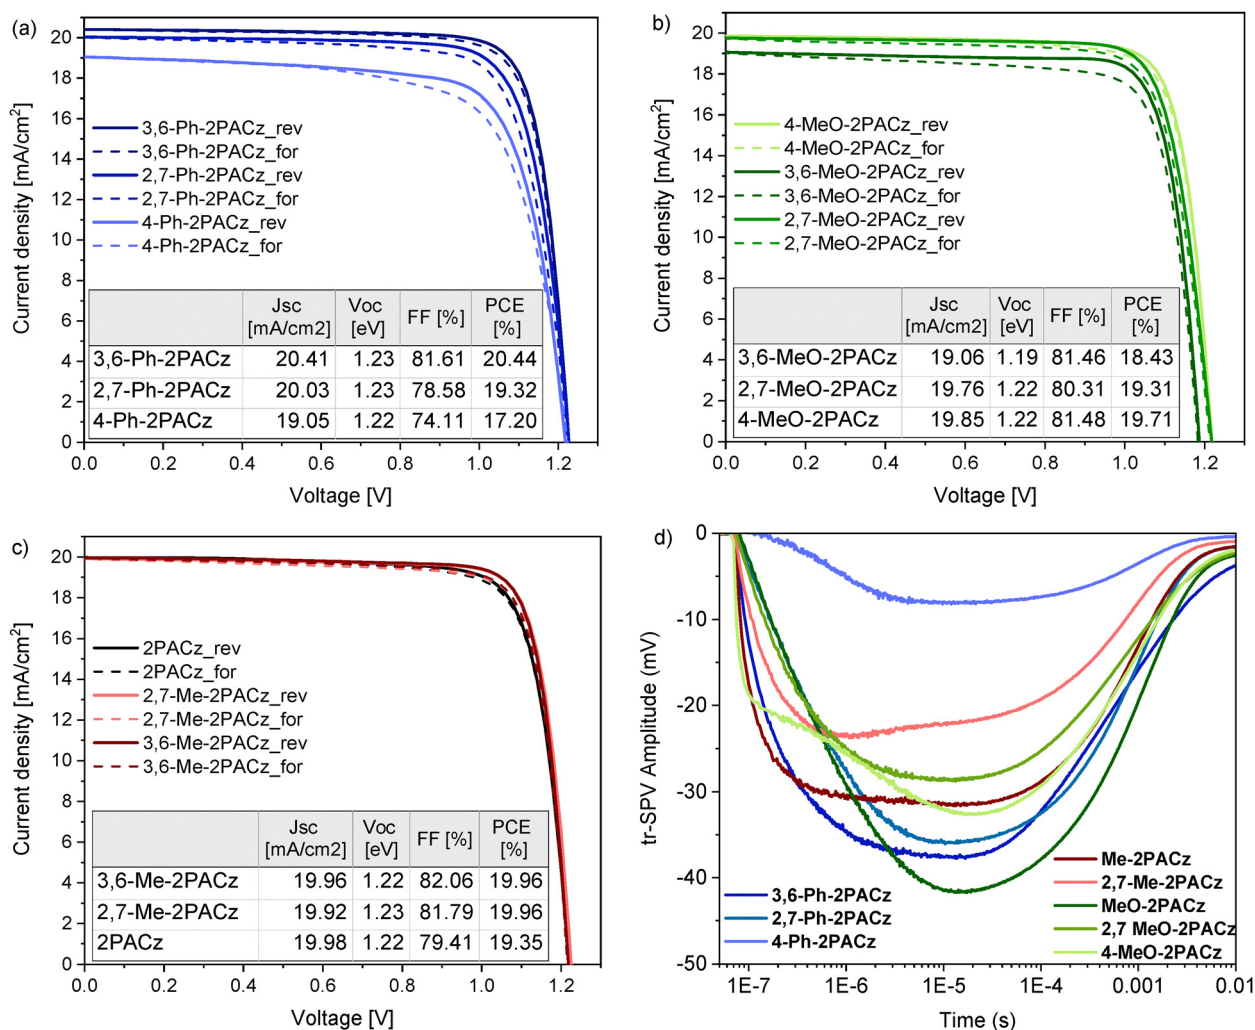 (a)
Current density [mA/cm²]
20
18
16
14
12
10
8
6
4
2
0
3,6-Ph-2PACz_rev
3,6-Ph-2PACz_for
2,7-Ph-2PACz_rev
2,7-Ph-2PACz_for
4-Ph-2PACz_rev
4-Ph-2PACz_for
Jsc [mA/cm2] Voc [eV] FF [%] PCE [%]
3,6-Ph-2PACz 20.41 1.23 81.61 20.44
2,7-Ph-2PACz 20.03 1.23 78.58 19.32
4-Ph-2PACz 19.05 1.22 74.11 17.20
0.0 0.2 0.4 0.6 0.8 1.0 1.2
Voltage [V]
b)
Current density [mA/cm²]
20
18
16
14
12
10
8
6
4
2
0
4-MeO-2PACz_rev
4-MeO-2PACz_for
3,6-MeO-2PACz_rev
3,6-MeO-2PACz_for
2,7-MeO-2PACz_rev
2,7-MeO-2PACz_for
Jsc [mA/cm2] Voc [eV] FF [%] PCE [%]
3,6-MeO-2PACz 19.06 1.19 81.46 18.43
2,7-MeO-2PACz 19.76 1.22 80.31 19.31
4-MeO-2PACz 19.85 1.22 81.48 19.71
0.0 0.2 0.4 0.6 0.8 1.0 1.2
Voltage [V]
c)
Current density [mA/cm²]
20
18
16
14
12
10
8
6
4
2
0
2PACz_rev
2PACz_for
2,7-Me-2PACz_rev
2,7-Me-2PACz_for
3,6-Me-2PACz_rev
3,6-Me-2PACz_for
Jsc [mA/cm2] Voc [eV] FF [%] PCE [%]
3,6-Me-2PACz 19.96 1.22 82.06 19.96
2,7-Me-2PACz 19.92 1.23 81.79 19.96
2PACz 19.98 1.22 79.41 19.35
0.0 0.2 0.4 0.6 0.8 1.0 1.2
Voltage [V]
d)
tr-SPV Amplitude (mV)
0
-10
-20
-30
-40
-50
3,6-Ph-2PACz
2,7-Ph-2PACz
4-Ph-2PACz
Me-2PACz
2,7-Me-2PACz
MeO-2PACz
2,7 MeO-2PACz
4-MeO-2PACz
1E-7 1E-6 1E-5 1E-4 0.001 0.01
Time (s)